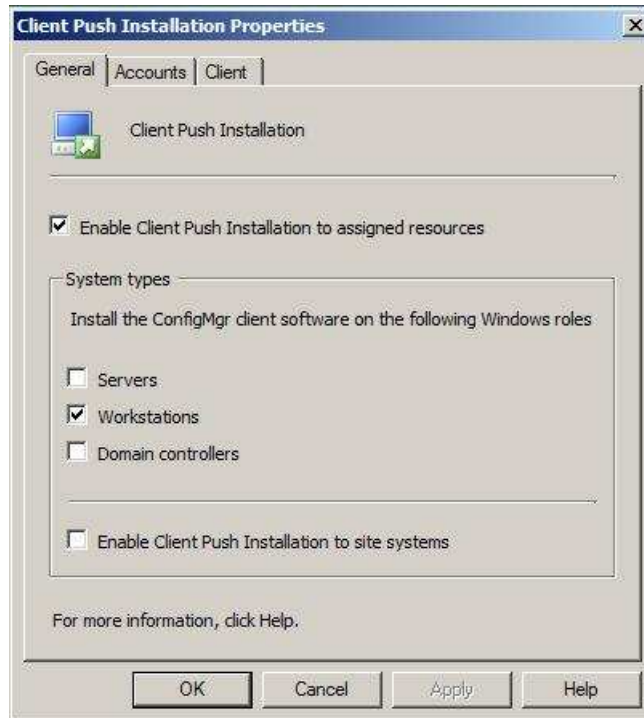 Client Push Installation Properties
General Accounts Client
Client Push Installation
Enable Client Push Installation to assigned resources
System types
Install the ConfigMgr client software on the following Windows roles
Servers
Workstations
Domain controllers
Enable Client Push Installation to site systems
For more information, click Help.
OK Cancel Apply Help